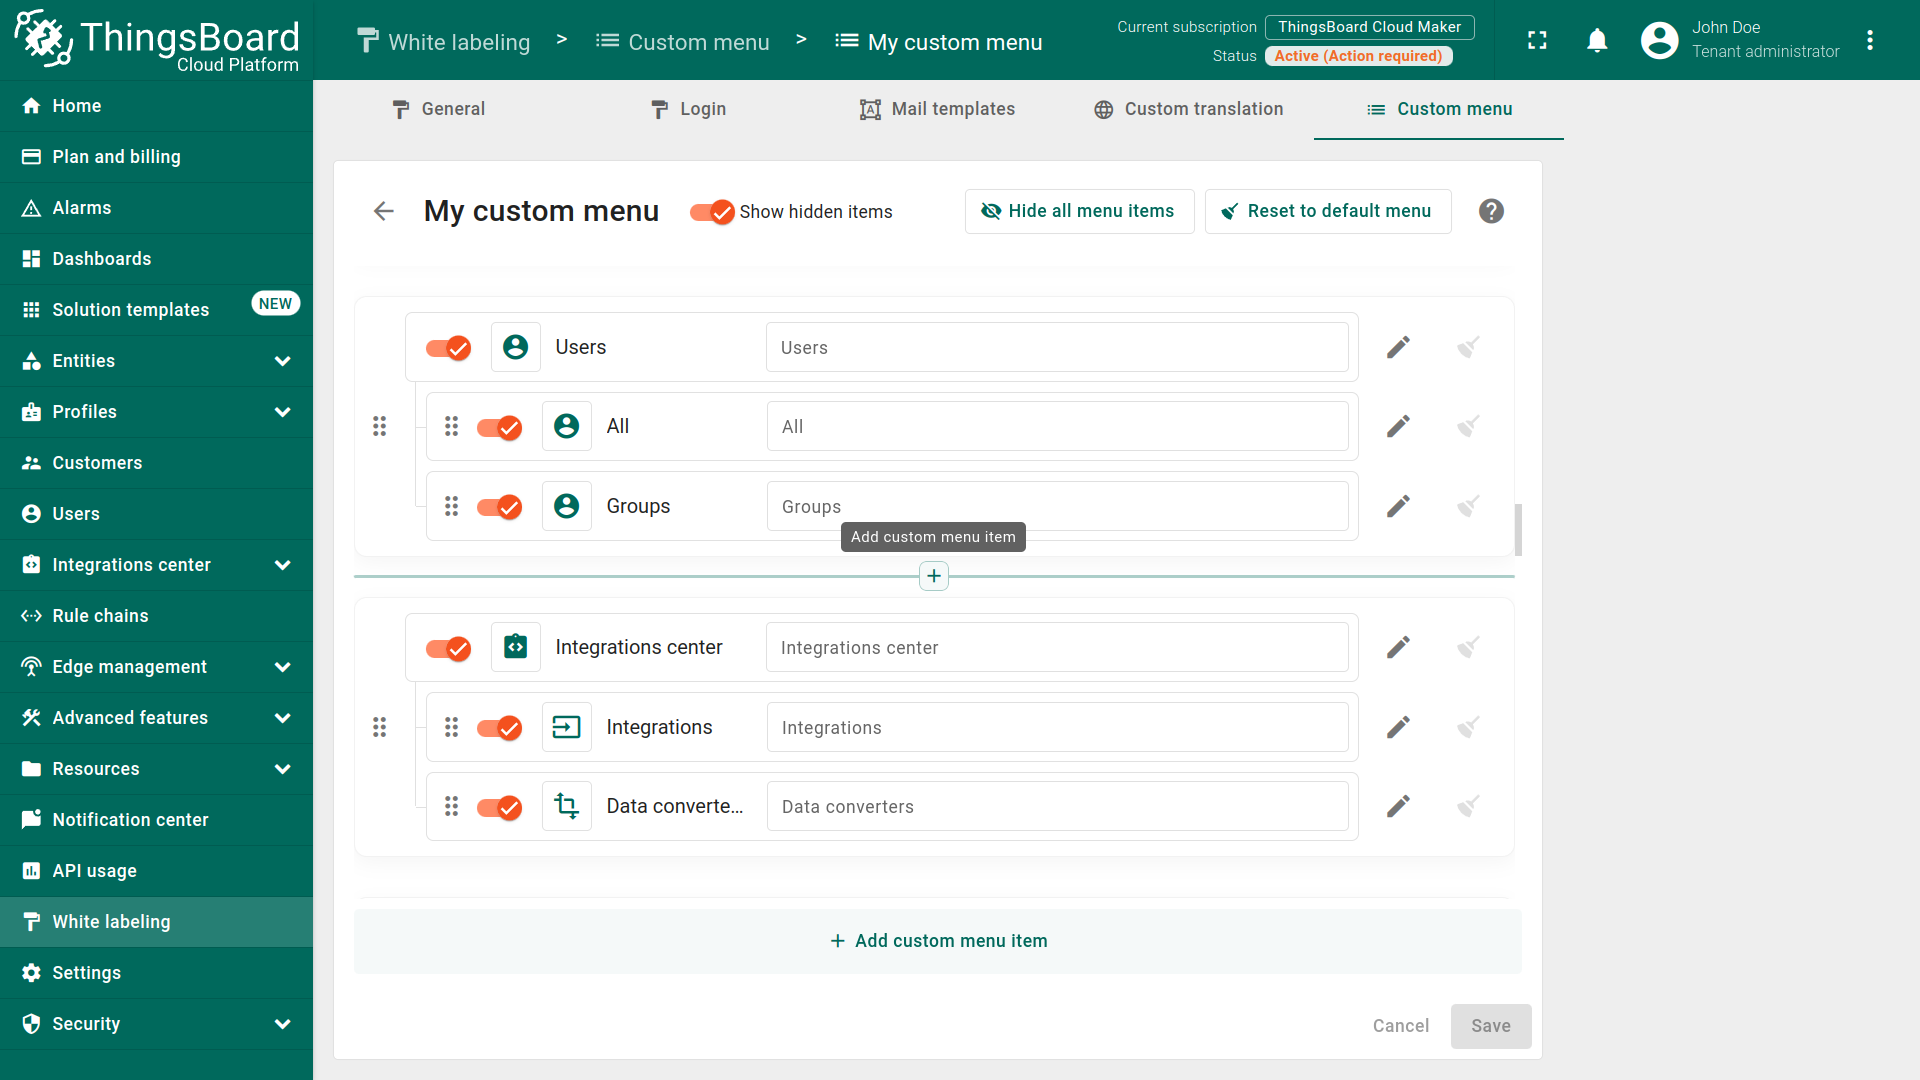 ThingsBoard
Cloud Platform
White labeling > Custom menu > My custom menu
Current subscription ThingsBoard Cloud Maker
Status Active (Action required)
John Doe
Tenant administrator
Home
Plan and billing
Alarms
Dashboards
Solution templates NEW
Entities
Profiles
Customers
Users
Integrations center
Rule chains
Edge management
Advanced features
Resources
Notification center
API usage
White labeling
Settings
Security
General Login Mail templates Custom translation Custom menu
My custom menu Show hidden items Hide all menu items Reset to default menu
Users Users
All All
Groups Groups
Add custom menu item
Integrations center Integrations center
Integrations Integrations
Data converte... Data converters
Add custom menu item
Cancel Save